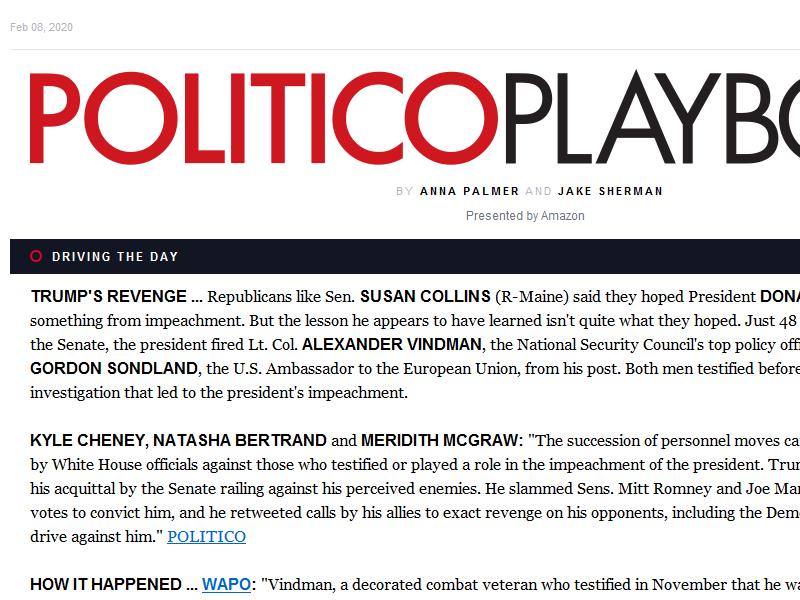 Feb 08, 2020
POLITICOPLAYBO
BY ANNA PALMER AND JAKE SHERMAN
Presented by Amazon
DRIVING THE DAY
TRUMP'S REVENGE ... Republicans like Sen. SUSAN COLLINS (R-Maine) said they hoped President DONA
something from impeachment. But the lesson he appears to have learned isn't quite what they hoped. Just 48
the Senate, the president fired Lt. Col. ALEXANDER VINDMAN, the National Security Council's top policy offi
GORDON SONDLAND, the U.S. Ambassador to the European Union, from his post. Both men testified before
investigation that led to the president's impeachment.
KYLE CHENEY, NATASHA BERTRAND and MERIDITH MCGRAW: "The succession of personnel moves ca
by White House officials against those who testified or played a role in the impeachment of the president. Trum
his acquittal by the Senate railing against his perceived enemies. He slammed Sens. Mitt Romney and Joe Man
votes to convict him, and he retweeted calls by his allies to exact revenge on his opponents, including the Demo
drive against him." POLITICO
HOW IT HAPPENED ... WAPO: "Vindman, a decorated combat veteran who testified in November that he wa